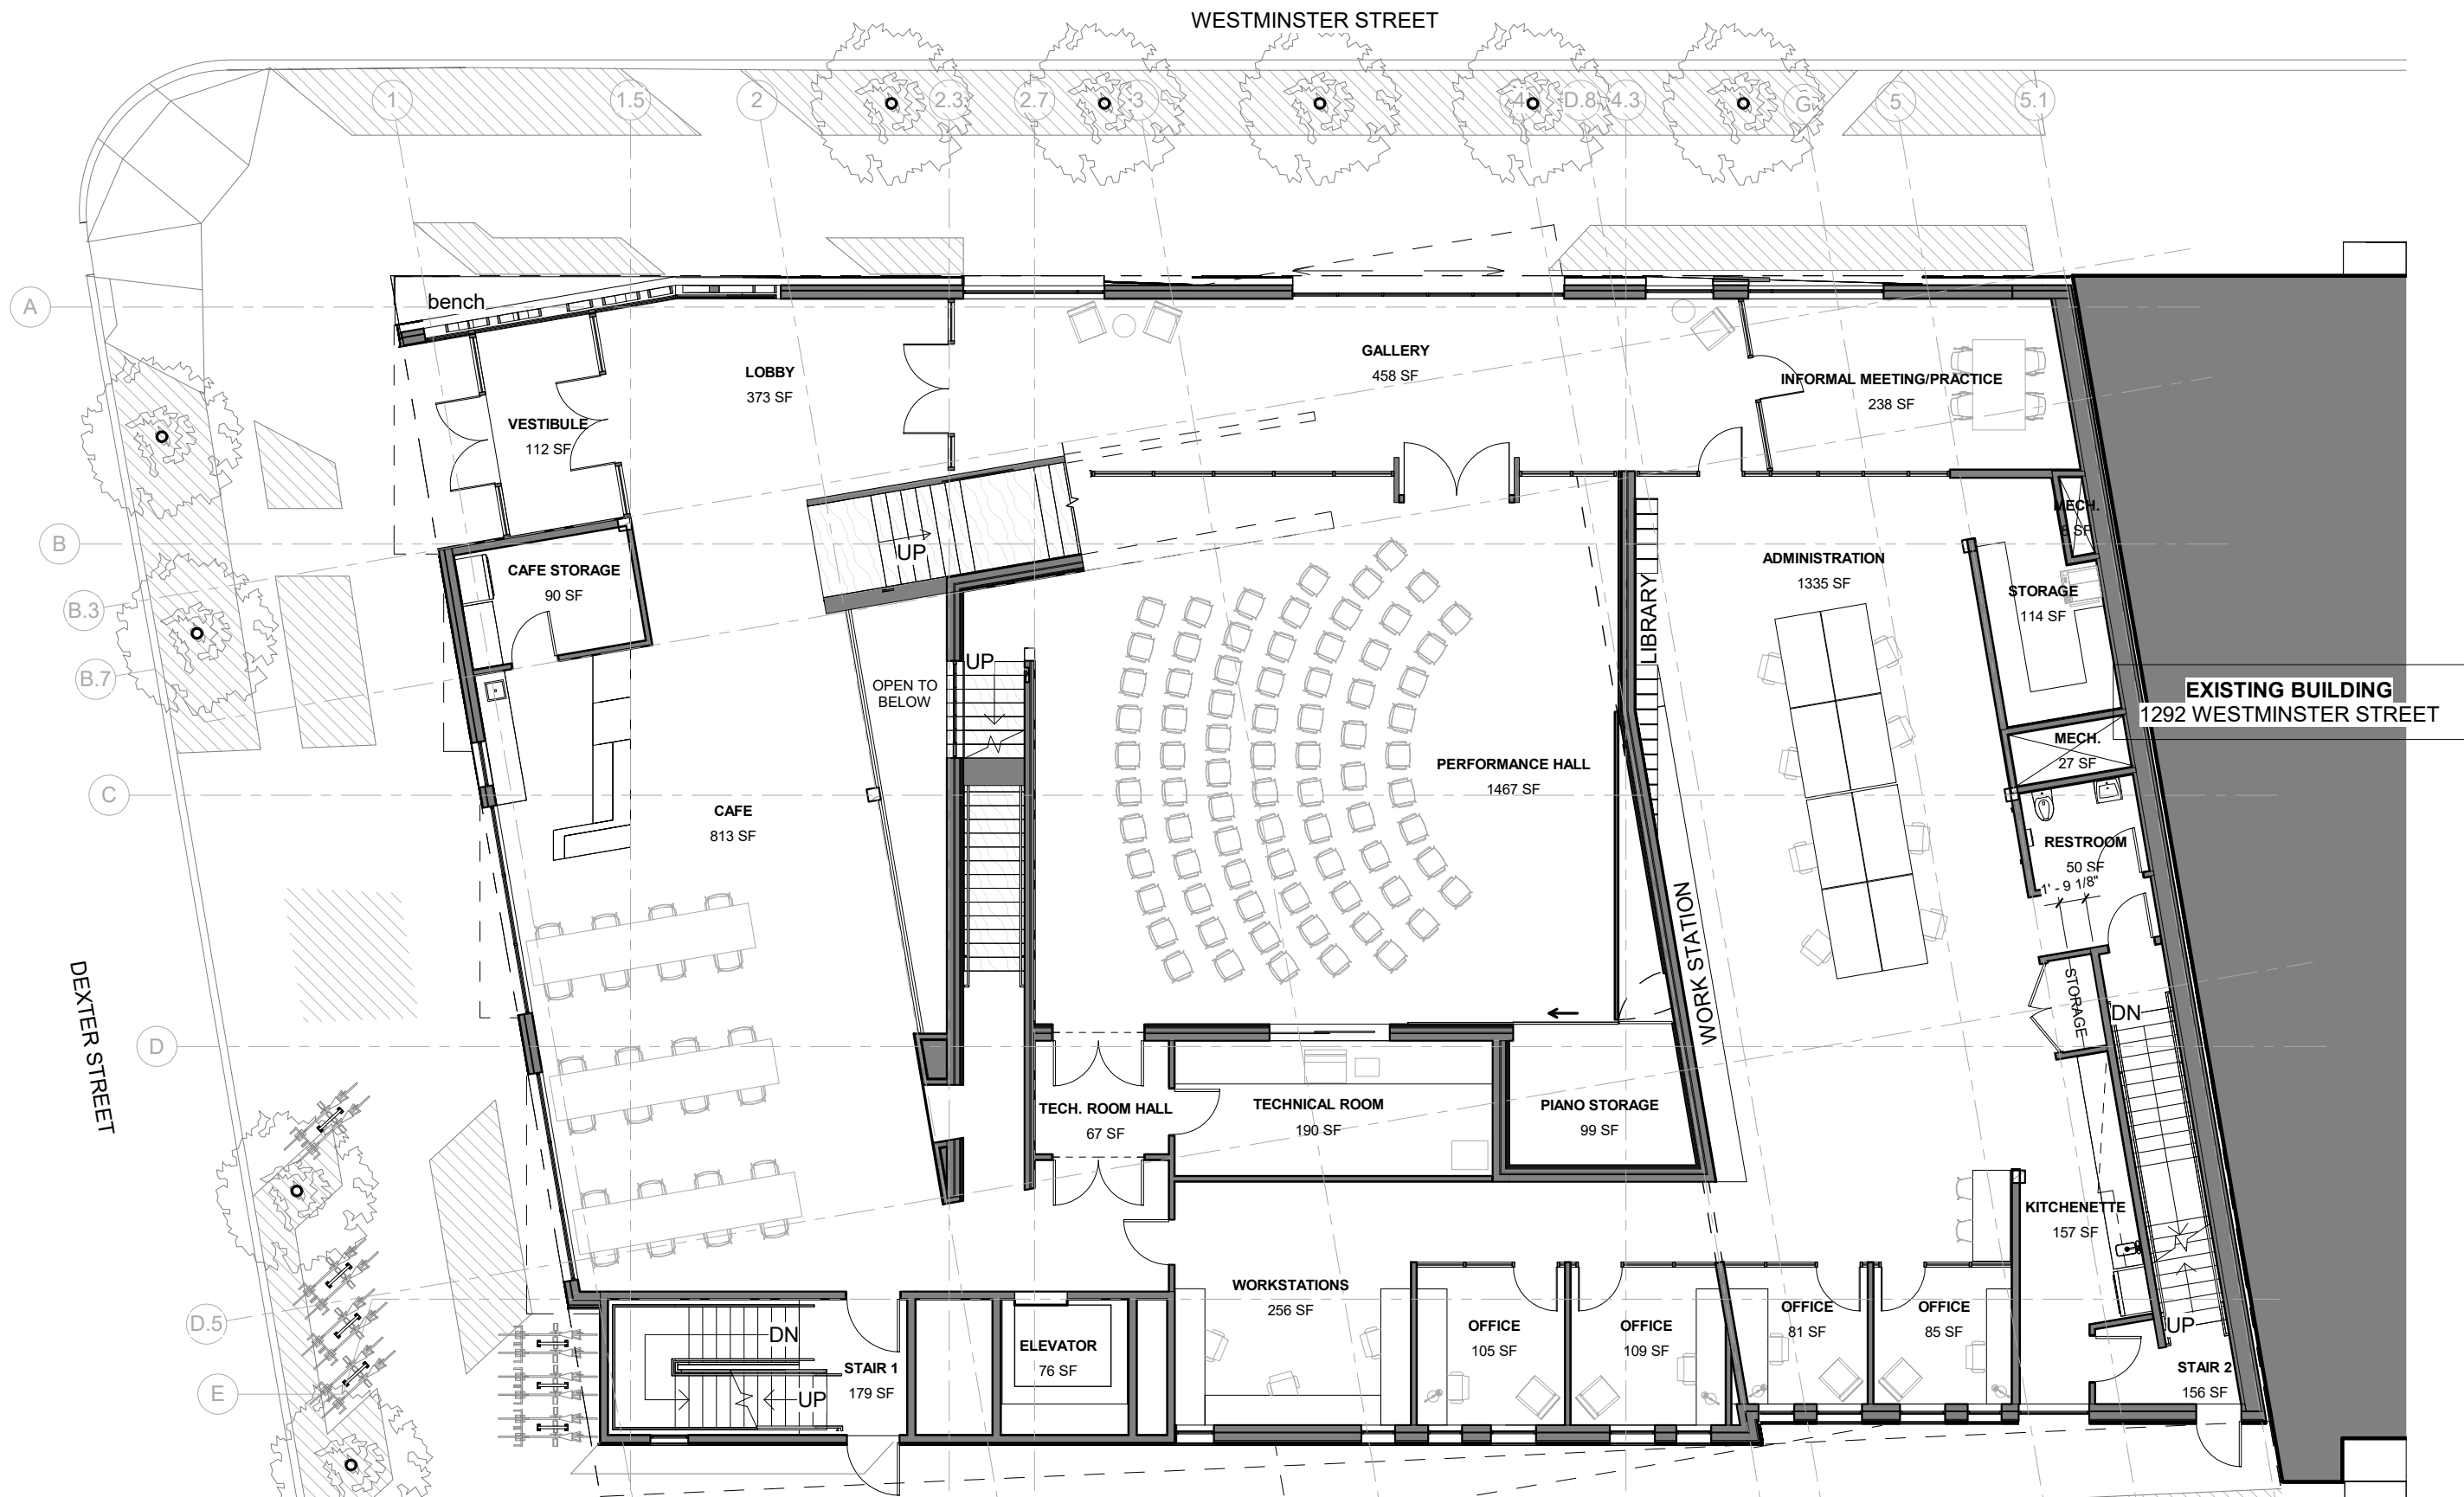 WESTMINSTER STREET
1
1.5
2
2.3
2.7
3
4
D.8
4.3
G
5
5.1
A
bench
LOBBY
373 SF
GALLERY
458 SF
INFORMAL MEETING/PRACTICE
238 SF
VESTIBULE
112 SF
B
UP
MECH.
CAFE STORAGE
90 SF
ADMINISTRATION
1335 SF
LIBRARY
STORAGE
114 SF
B.3
B.7
UP
OPEN TO
BELOW
EXISTING BUILDING
1292 WESTMINSTER STREET
MECH.
27 SF
PERFORMANCE HALL
1467 SF
C
CAFE
813 SF
RESTROOM
50 SF
1' - 9 1/8"
WORK STATION
STORAGE
DN
DEXTER STREET
D
TECH. ROOM HALL
67 SF
TECHNICAL ROOM
190 SF
PIANO STORAGE
99 SF
KITCHENETTE
157 SF
WORKSTATIONS
256 SF
D.5
DN
OFFICE
105 SF
OFFICE
109 SF
OFFICE
81 SF
OFFICE
85 SF
UP
ELEVATOR
76 SF
STAIR 1
179 SF
UP
STAIR 2
156 SF
E